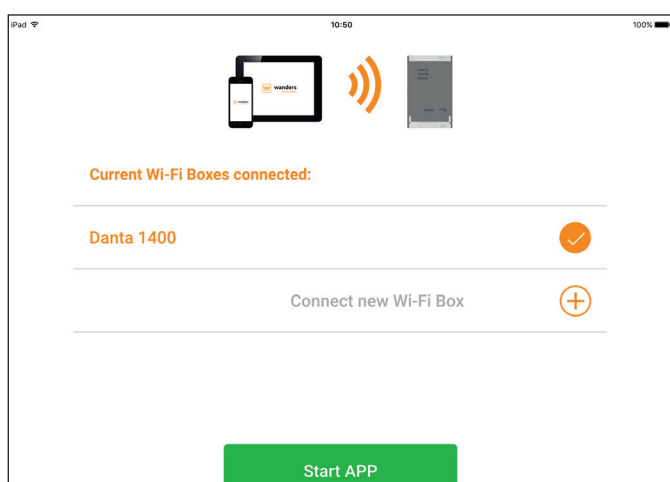 iPad 10:50 100%
wanders
wanders
Current Wi-Fi Boxes connected:
Danta 1400
Connect new Wi-Fi Box
Start APP